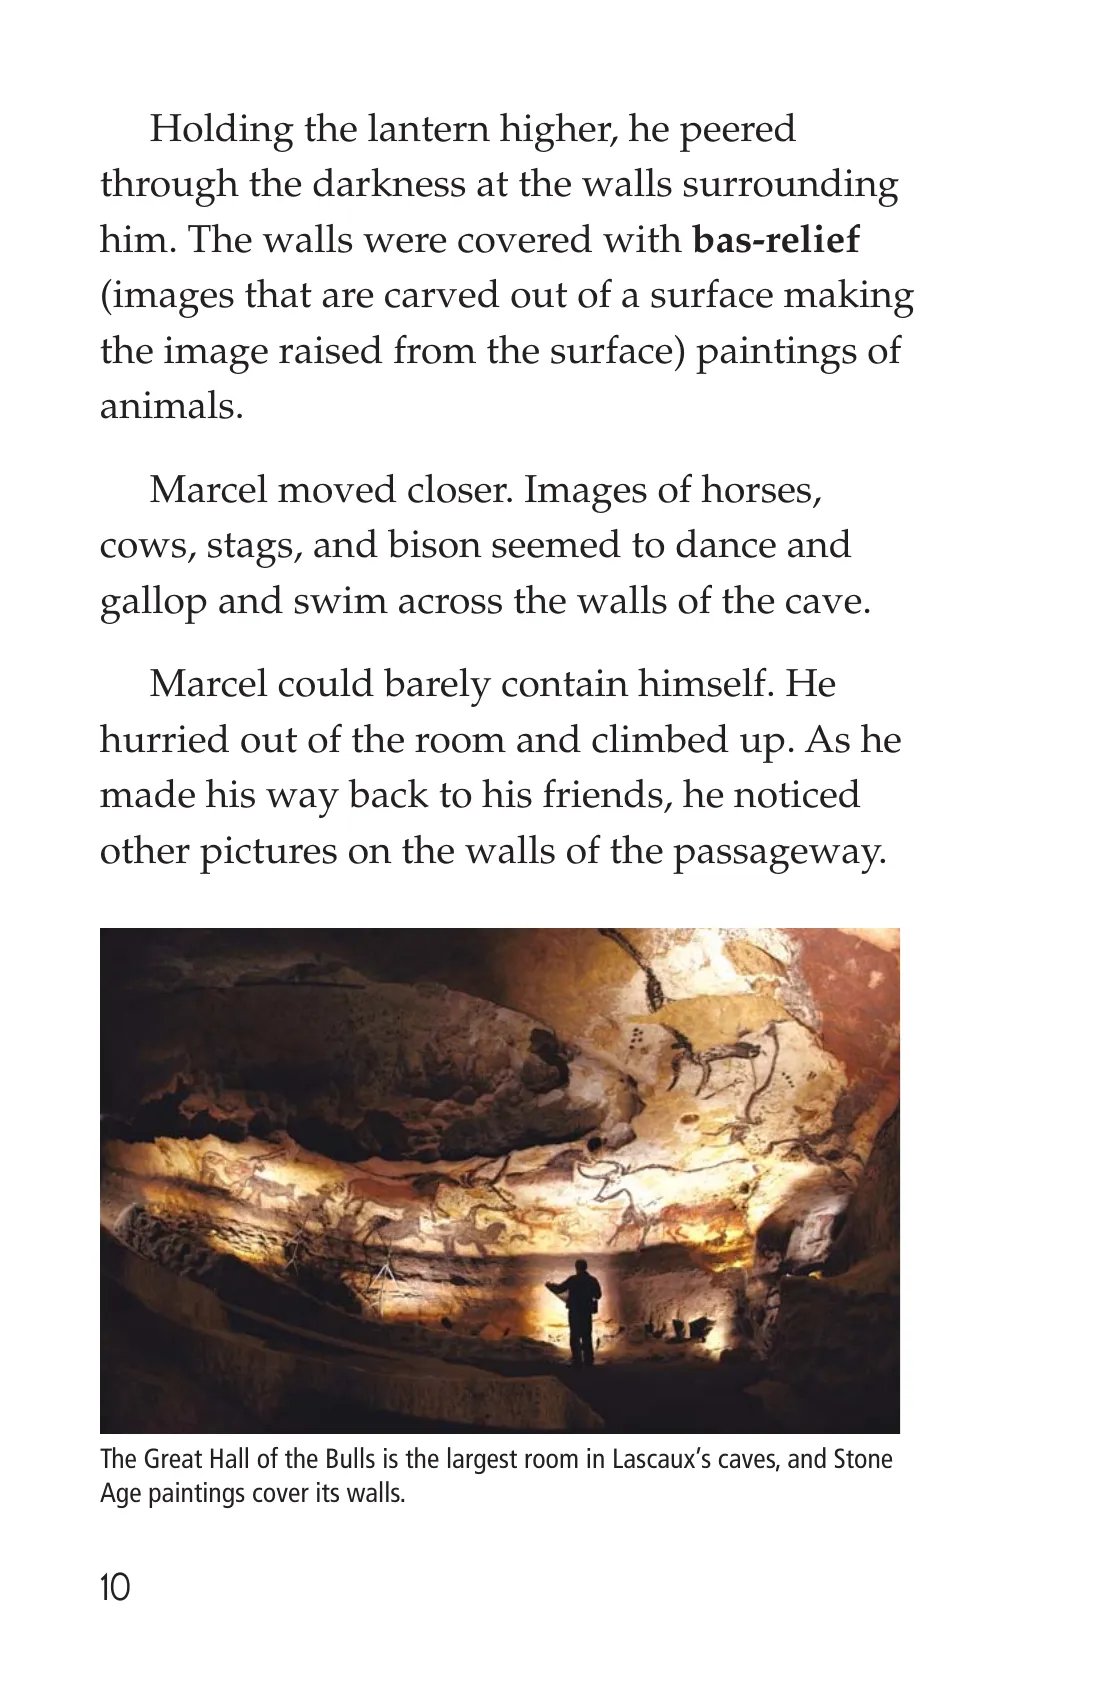 Holding the lantern higher, he peered
through the darkness at the walls surrounding
him. The walls were covered with bas-relief
(images that are carved out of a surface making
the image raised from the surface) paintings of
animals.
Marcel moved closer. Images of horses,
cows, stags, and bison seemed to dance and
gallop and swim across the walls of the cave.
Marcel could barely contain himself. He
hurried out of the room and climbed up. As he
made his way back to his friends, he noticed
other pictures on the walls of the passageway.
The Great Hall of the Bulls is the largest room in Lascaux’s caves, and Stone
Age paintings cover its walls.
10